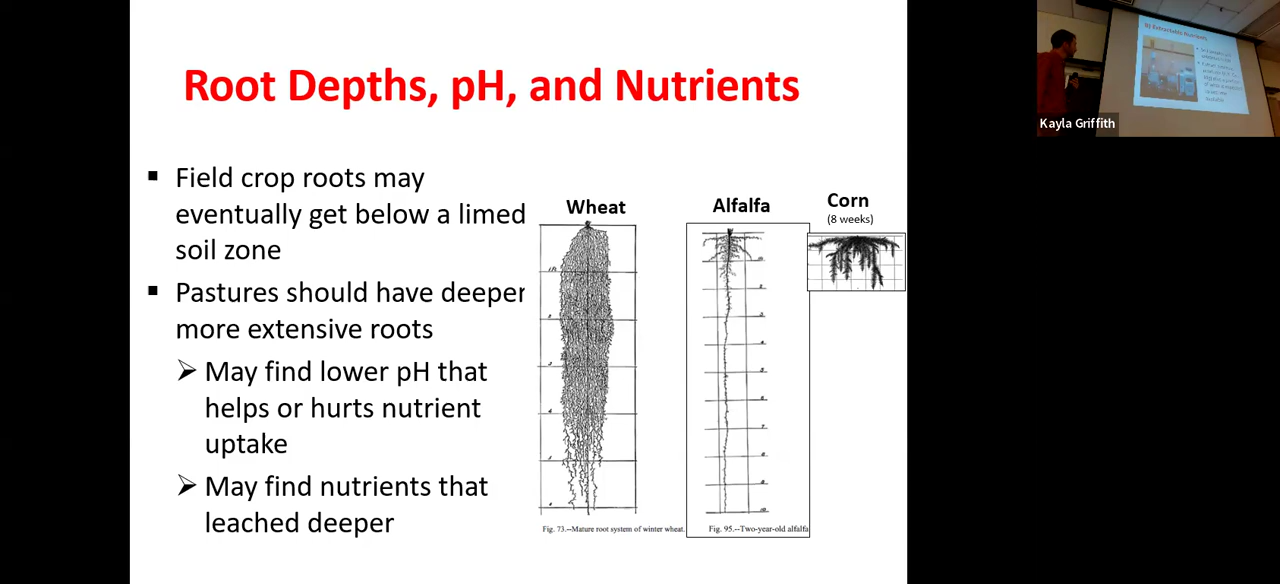 Root Depths, pH, and Nutrients
▪ Field crop roots may
eventually get below a limed
soil zone
▪ Pastures should have deeper
more extensive roots
➢ May find lower pH that
helps or hurts nutrient
uptake
➢ May find nutrients that
leached deeper
Wheat
Fig. 73.--Mature root system of winter wheat.
Alfalfa
Fig. 95.--Two-year-old alfalfa
Corn
(8 weeks)
Kayla Griffith